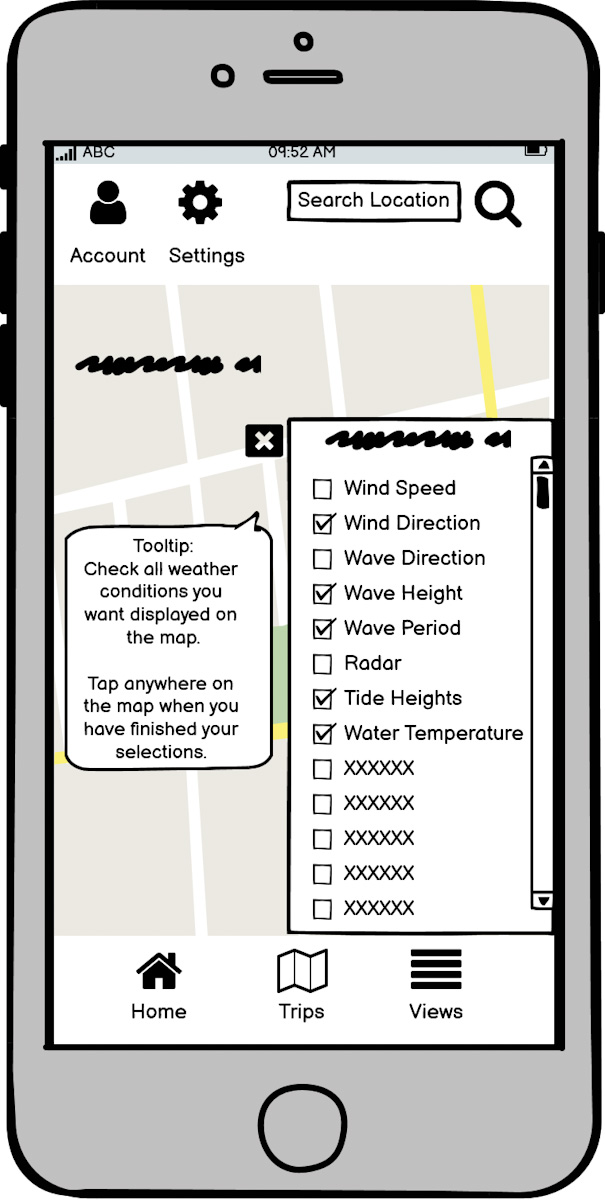 ABC 09:52 AM
Search Location
Account Settings
Tooltip:
Check all weather
conditions you
want displayed on
the map.
Tap anywhere on
the map when you
have finished your
selections.
Wind Speed
Wind Direction
Wave Direction
Wave Height
Wave Period
Radar
Tide Heights
Water Temperature
XXXXXX
XXXXXX
XXXXXX
XXXXXX
XXXXXX
Home Trips Views